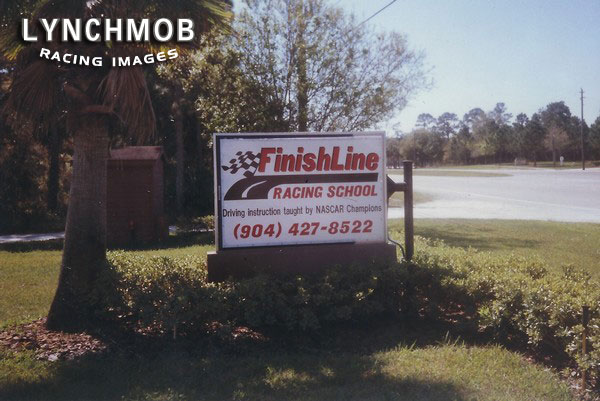 LYNCHMOB
RACING IMAGES
FinishLine
RACING SCHOOL
Driving instruction taught by NASCAR Champions
(904) 427-8522